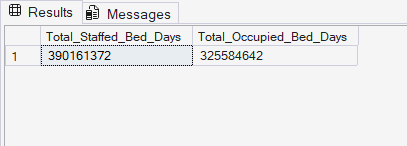 Results Messages
Total_Staffed_Bed_Days Total_Occupied_Bed_Days
1 390161372 325584642